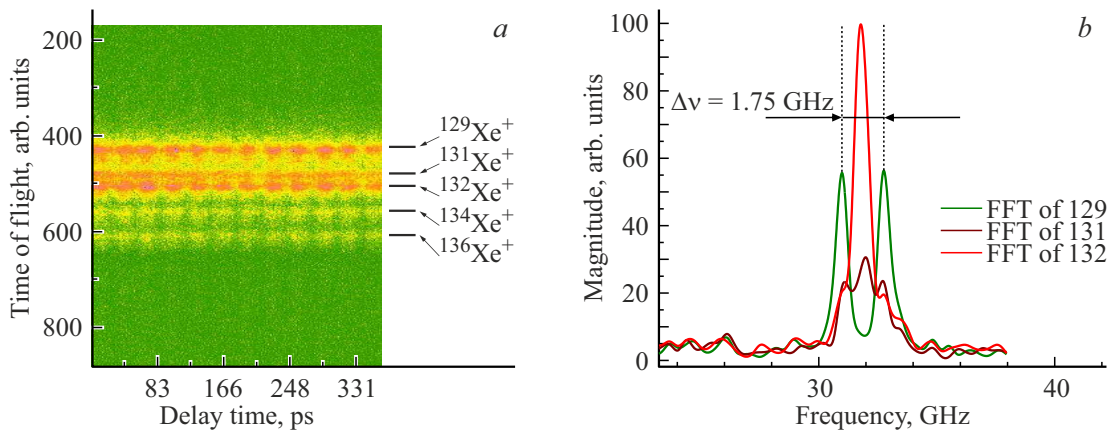 a
Time of flight, arb. units
200
400
600
800
83 166 248 331
Delay time, ps
¹²⁹Xe⁺
¹³¹Xe⁺
¹³²Xe⁺
¹³⁴Xe⁺
¹³⁶Xe⁺
b
Magnitude, arb. units
100
80
60
40
20
0
Δν = 1.75 GHz
FFT of 129
FFT of 131
FFT of 132
30 40
Frequency, GHz